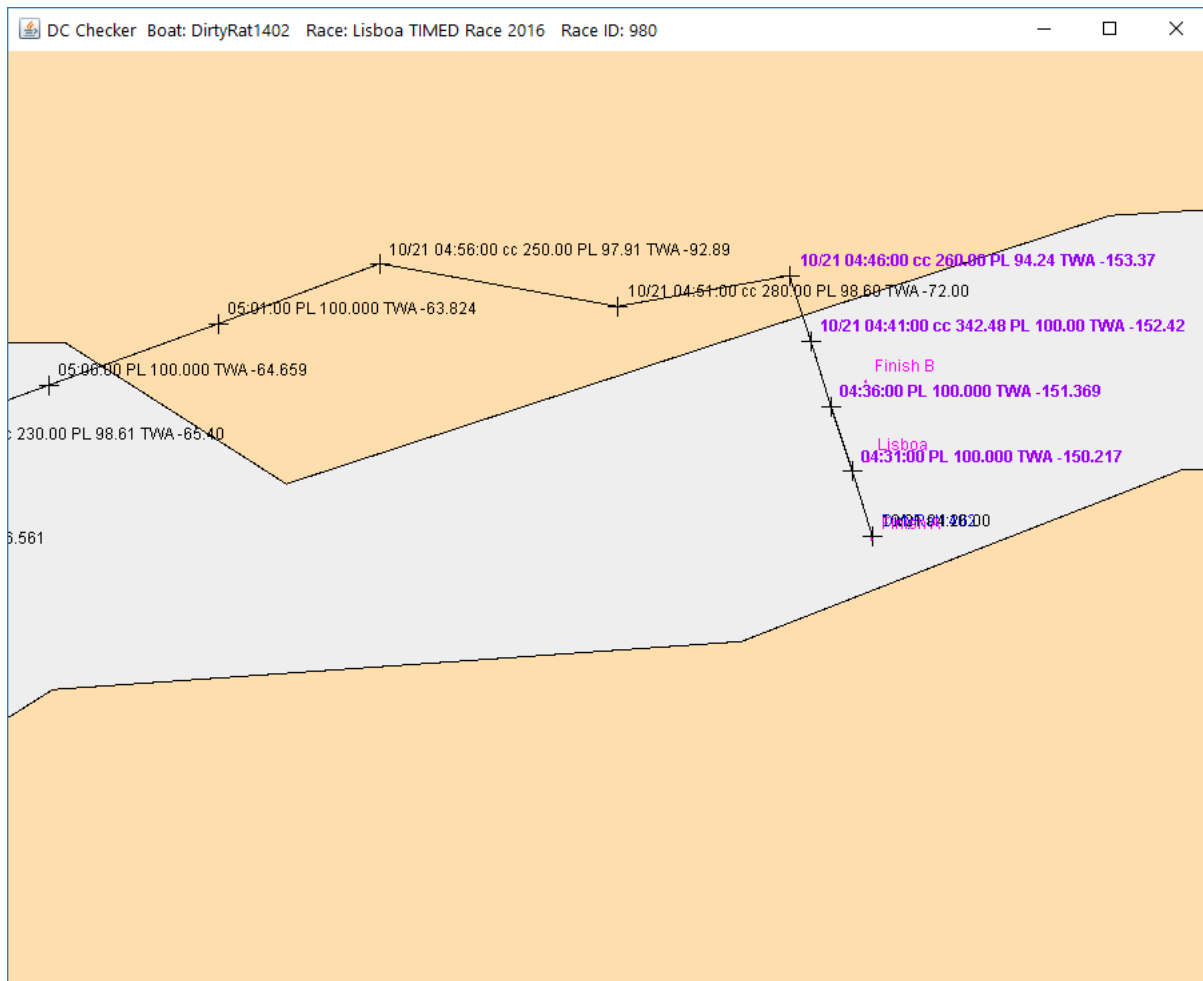 DC Checker Boat: DirtyRat1402 Race: Lisboa TIMED Race 2016 Race ID: 980
10/21 04:56:00 cc 250.00 PL 97.91 TWA -92.89
10/21 04:46:00 cc 260.00 PL 94.24 TWA -153.37
10/21 04:51:00 cc 280.00 PL 98.60 TWA -72.00
05:01:00 PL 100.000 TWA -63.824
10/21 04:41:00 cc 342.48 PL 100.00 TWA -152.42
05:06:00 PL 100.000 TWA -64.659
Finish B
04:36:00 PL 100.000 TWA -151.369
230.00 PL 98.61 TWA -65.40
Lisboa
04:31:00 PL 100.000 TWA -150.217
.561